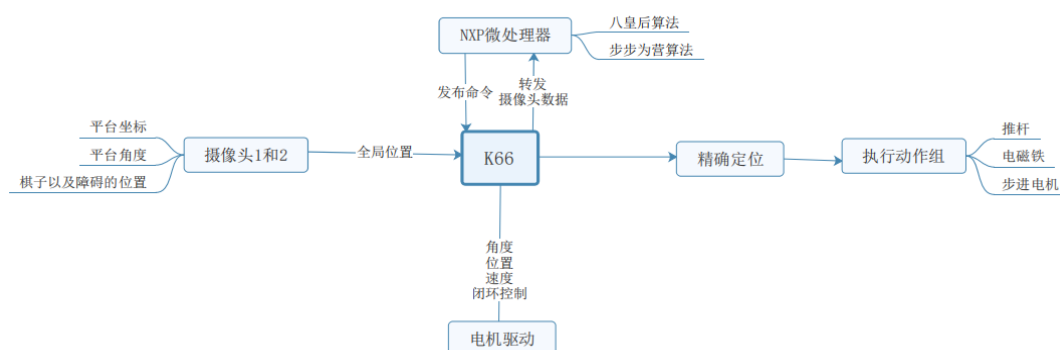 NXP微处理器
八皇后算法
步步为营算法
发布命令
转发
摄像头数据
平台坐标
平台角度
棋子以及障碍的位置
摄像头1和2
全局位置
K66
精确定位
执行动作组
推杆
电磁铁
步进电机
角度
位置
速度
闭环控制
电机驱动